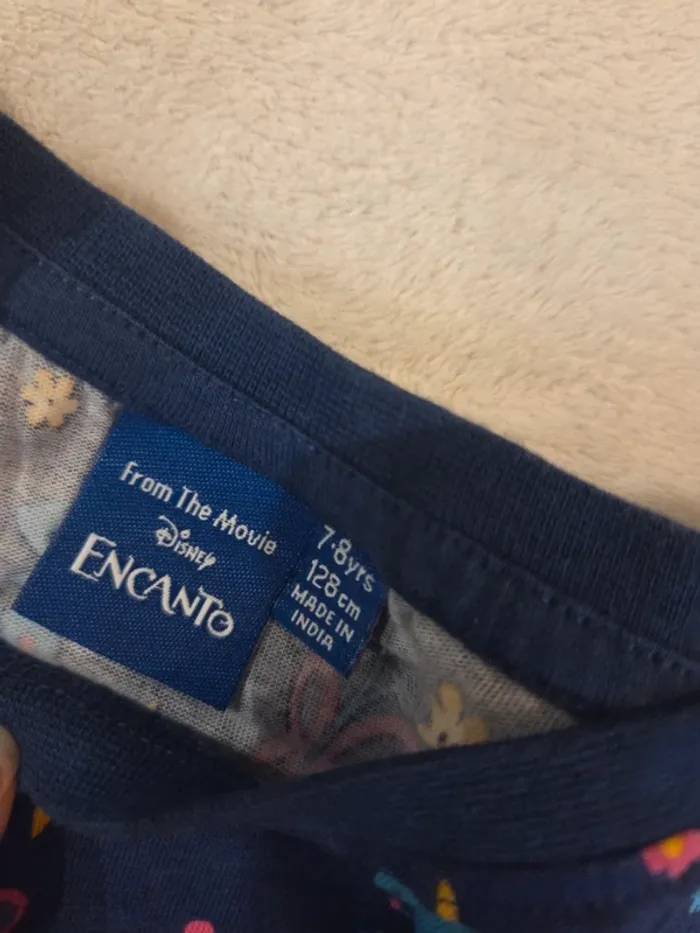 From The Movie
Disney
ENCANTO
7-8yrs
128cm
MADE IN
INDIA